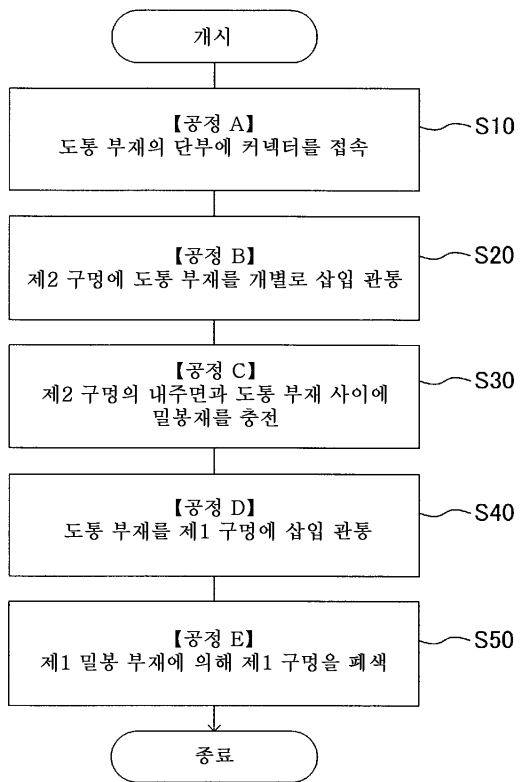 개시
【공정 A】
도통 부재의 단부에 커넥터를 접속
S10
【공정 B】
제2 구멍에 도통 부재를 개별로 삽입 관통
S20
【공정 C】
제2 구멍의 내주면과 도통 부재 사이에
밀봉재를 충전
S30
【공정 D】
도통 부재를 제1 구멍에 삽입 관통
S40
【공정 E】
제1 밀봉 부재에 의해 제1 구멍을 폐색
S50
종료